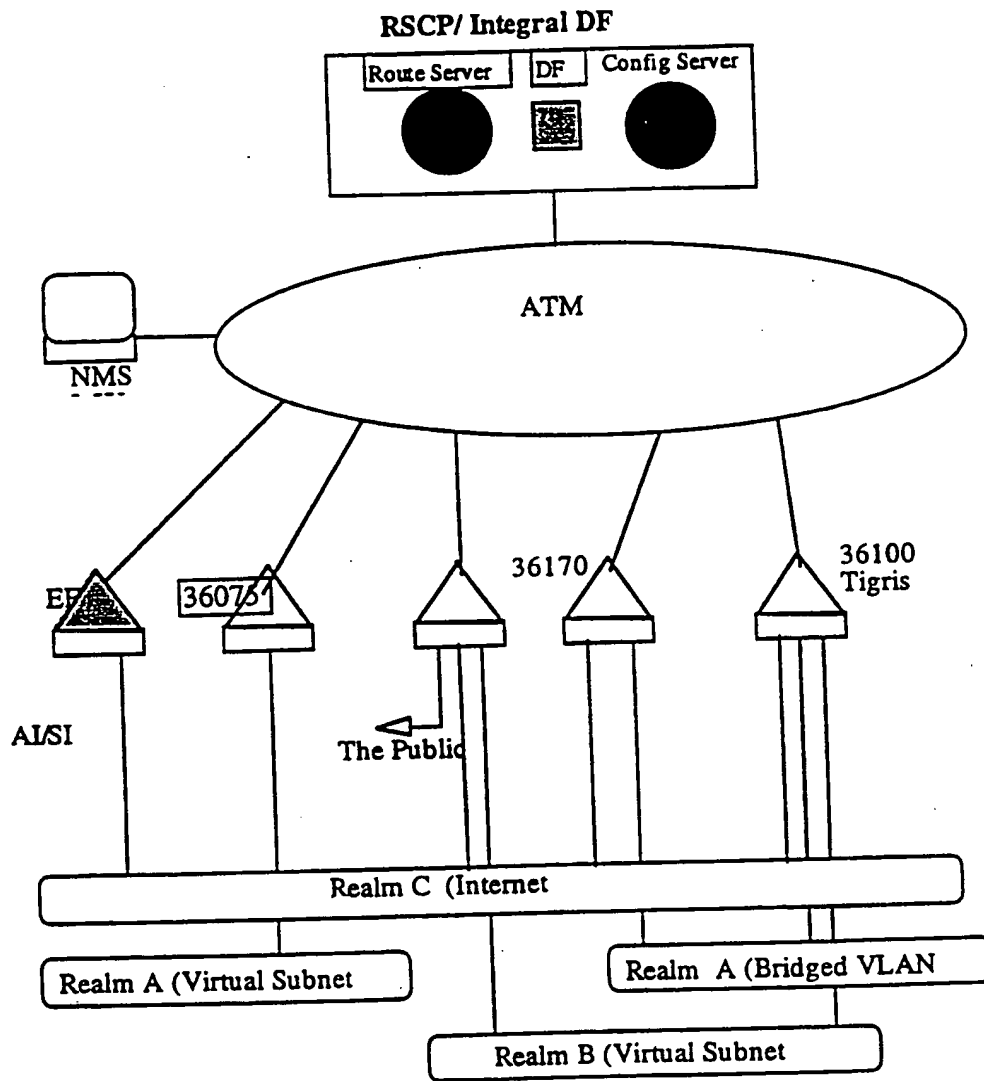 RSCP/ Integral DF
Route Server
DF
Config Server
ATM
NMS
36075
36170
36100
Tigris
AI/SI
The Public
Realm C (Internet
Realm A (Virtual Subnet
Realm A (Bridged VLAN
Realm B (Virtual Subnet